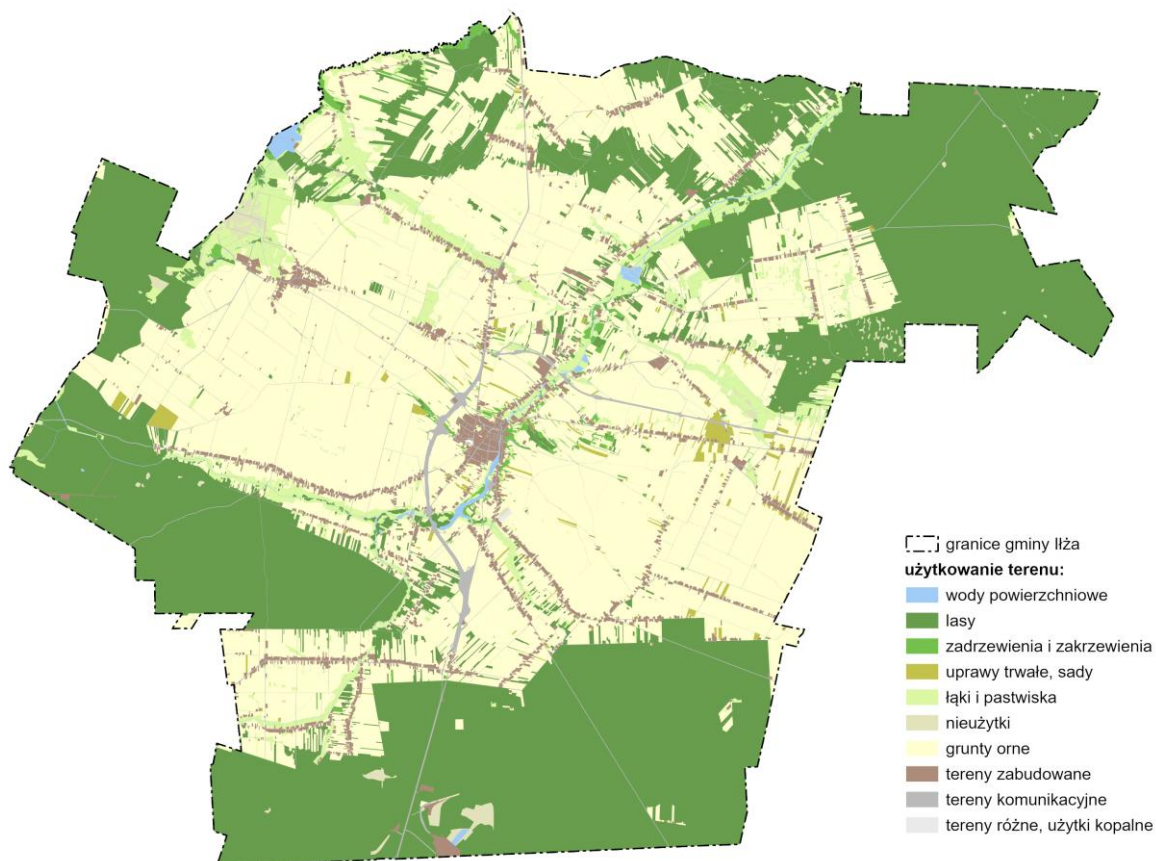 granice gminy Iłża
użytkowanie terenu:
wody powierzchniowe
lasy
zadrzewienia i zakrzewienia
uprawy trwałe, sady
łąki i pastwiska
nieużytki
grunty orne
tereny zabudowane
tereny komunikacyjne
tereny różne, użytki kopalne